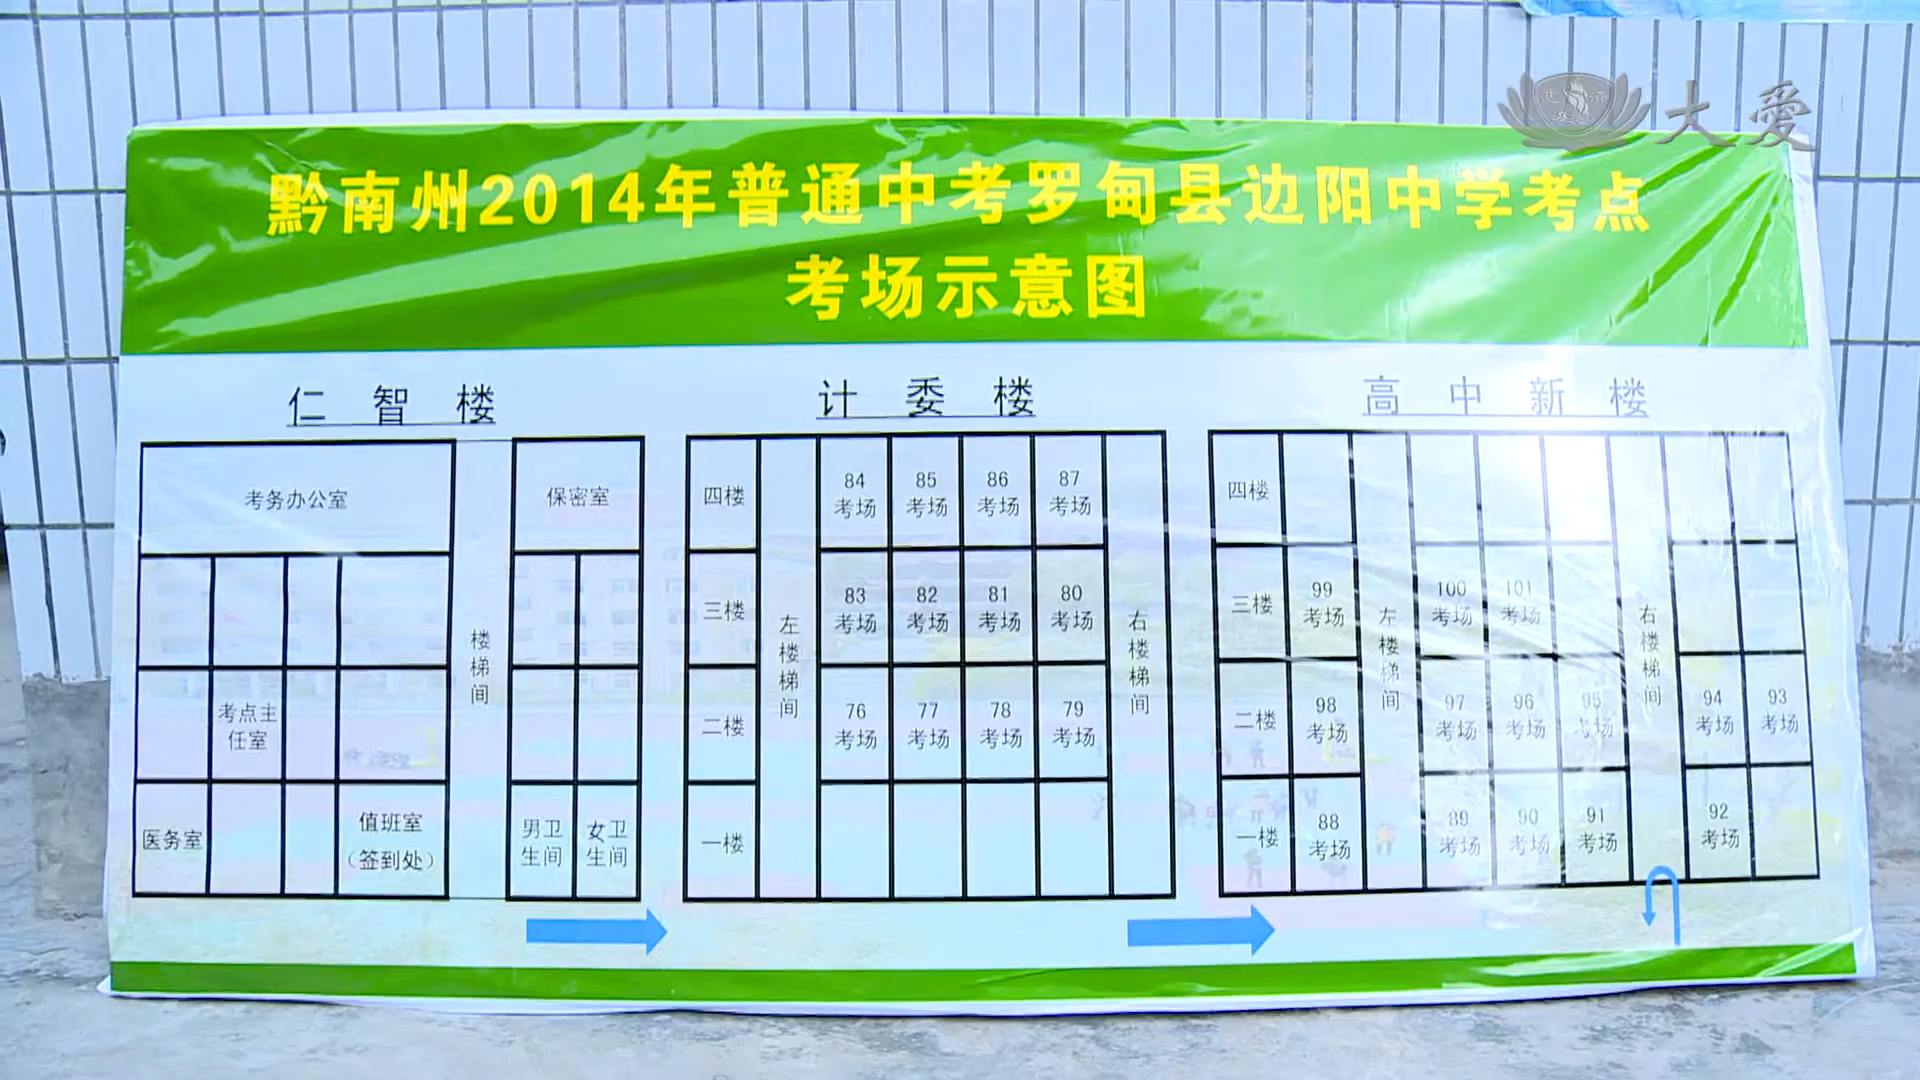 大爱
黔南州2014年普通中考罗甸县边阳中学考点
考场示意图
仁智楼
考务办公室
保密室
楼梯间
考点主
任室
医务室
值班室
（签到处）
男卫
生间
女卫
生间
计委楼
四楼
84
考场
85
考场
86
考场
87
考场
三楼
83
考场
82
考场
81
考场
80
考场
左楼梯间
右楼梯间
二楼
76
考场
77
考场
78
考场
79
考场
一楼
高中新楼
四楼
三楼
99
考场
100
考场
101
考场
左楼梯间
右楼梯间
二楼
98
考场
97
考场
96
考场
95
考场
94
考场
93
考场
一楼
88
考场
89
考场
90
考场
91
考场
92
考场